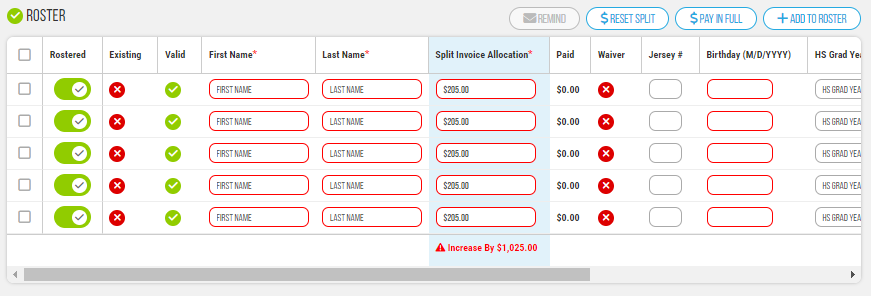 ROSTER
REMIND
RESET SPLIT
PAY IN FULL
ADD TO ROSTER
Rostered Existing Valid First Name* Last Name* Split Invoice Allocation* Paid Waiver Jersey # Birthday (M/D/YYYY) HS Grad Yea
FIRST NAME LAST NAME $205.00 $0.00 HS GRAD YEA
FIRST NAME LAST NAME $205.00 $0.00 HS GRAD YEA
FIRST NAME LAST NAME $205.00 $0.00 HS GRAD YEA
FIRST NAME LAST NAME $205.00 $0.00 HS GRAD YEA
FIRST NAME LAST NAME $205.00 $0.00 HS GRAD YEA
Increase By $1,025.00